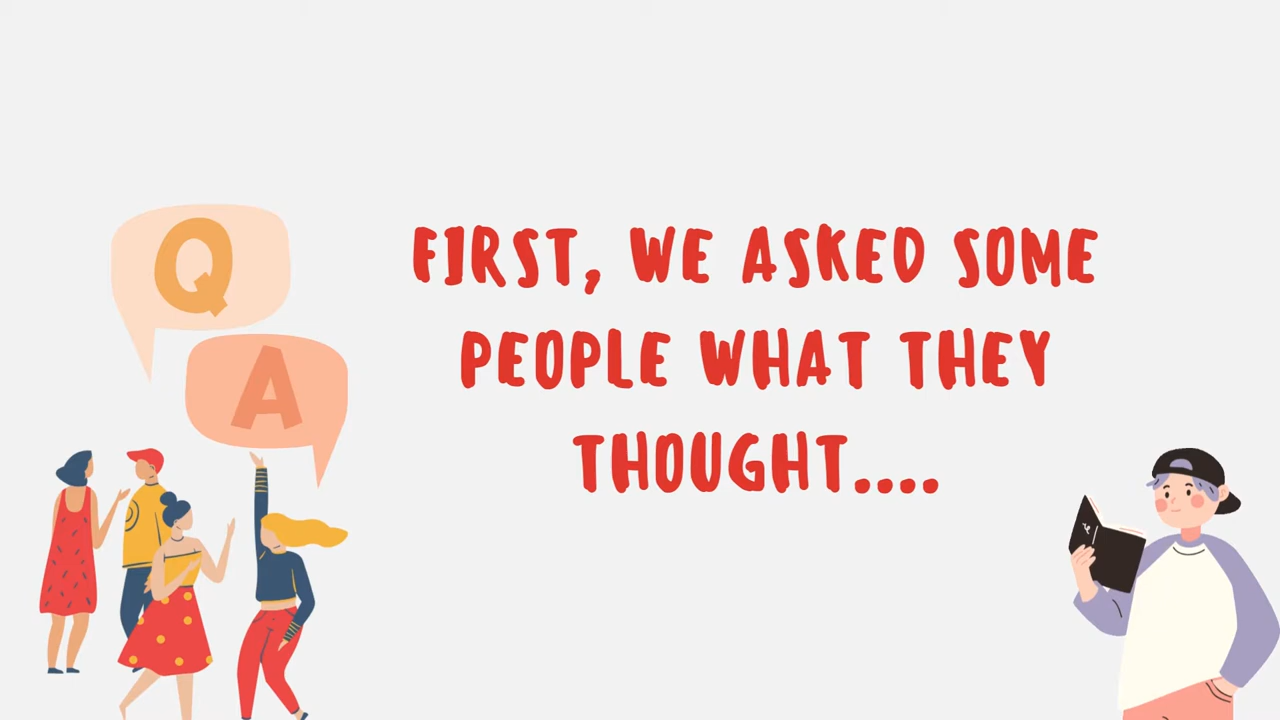 Q
A
FIRST, WE ASKED SOME
PEOPLE WHAT THEY
THOUGHT....